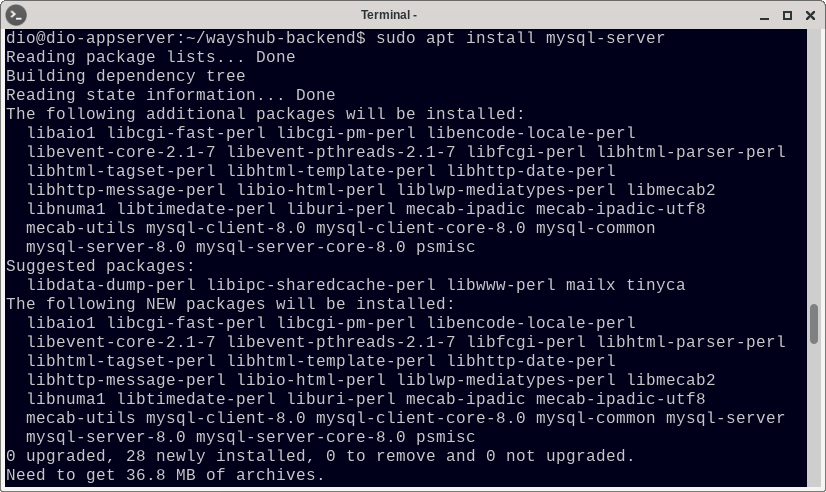 Terminal -
dio@dio-appserver:~/wayshub-backend$ sudo apt install mysql-server
Reading package lists... Done
Building dependency tree
Reading state information... Done
The following additional packages will be installed:
  libaio1 libcgi-fast-perl libcgi-pm-perl libencode-locale-perl
  libevent-core-2.1-7 libevent-pthreads-2.1-7 libfcgi-perl libhtml-parser-perl
  libhtml-tagset-perl libhtml-template-perl libhttp-date-perl
  libhttp-message-perl libio-html-perl liblwp-mediatypes-perl libmecab2
  libnuma1 libtimedate-perl liburi-perl mecab-ipadic mecab-ipadic-utf8
  mecab-utils mysql-client-8.0 mysql-client-core-8.0 mysql-common
  mysql-server-8.0 mysql-server-core-8.0 psmisc
Suggested packages:
  libdata-dump-perl libipc-sharedcache-perl libwww-perl mailx tinyca
The following NEW packages will be installed:
  libaio1 libcgi-fast-perl libcgi-pm-perl libencode-locale-perl
  libevent-core-2.1-7 libevent-pthreads-2.1-7 libfcgi-perl libhtml-parser-perl
  libhtml-tagset-perl libhtml-template-perl libhttp-date-perl
  libhttp-message-perl libio-html-perl liblwp-mediatypes-perl libmecab2
  libnuma1 libtimedate-perl liburi-perl mecab-ipadic mecab-ipadic-utf8
  mecab-utils mysql-client-8.0 mysql-client-core-8.0 mysql-common mysql-server
  mysql-server-8.0 mysql-server-core-8.0 psmisc
0 upgraded, 28 newly installed, 0 to remove and 0 not upgraded.
Need to get 36.8 MB of archives.